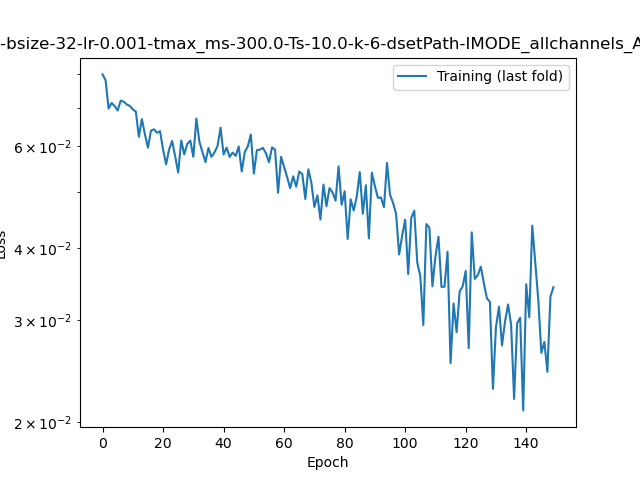 -bsize-32-lr-0.001-tmax_ms-300.0-Ts-10.0-k-6-dsetPath-IMODE_allchannels_A
Training (last fold)
6 × 10⁻²
4 × 10⁻²
3 × 10⁻²
2 × 10⁻²
Loss
0 20 40 60 80 100 120 140
Epoch